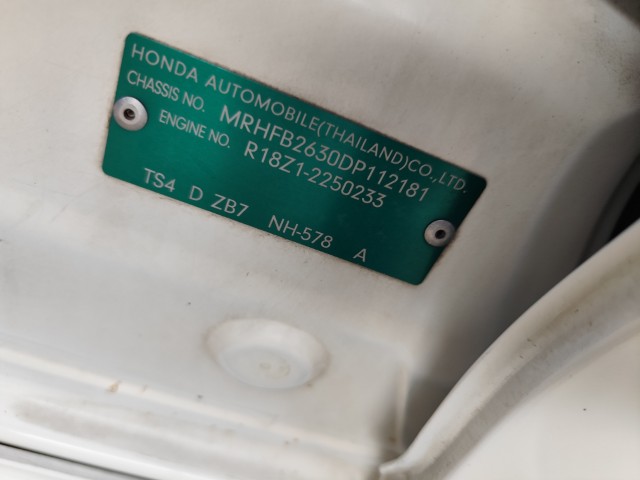 HONDA AUTOMOBILE(THAILAND)CO.,LTD.
CHASSIS NO. MRHFB2630DP112181
ENGINE NO. R18Z1-2250233
TS4 D ZB7 NH-578 A